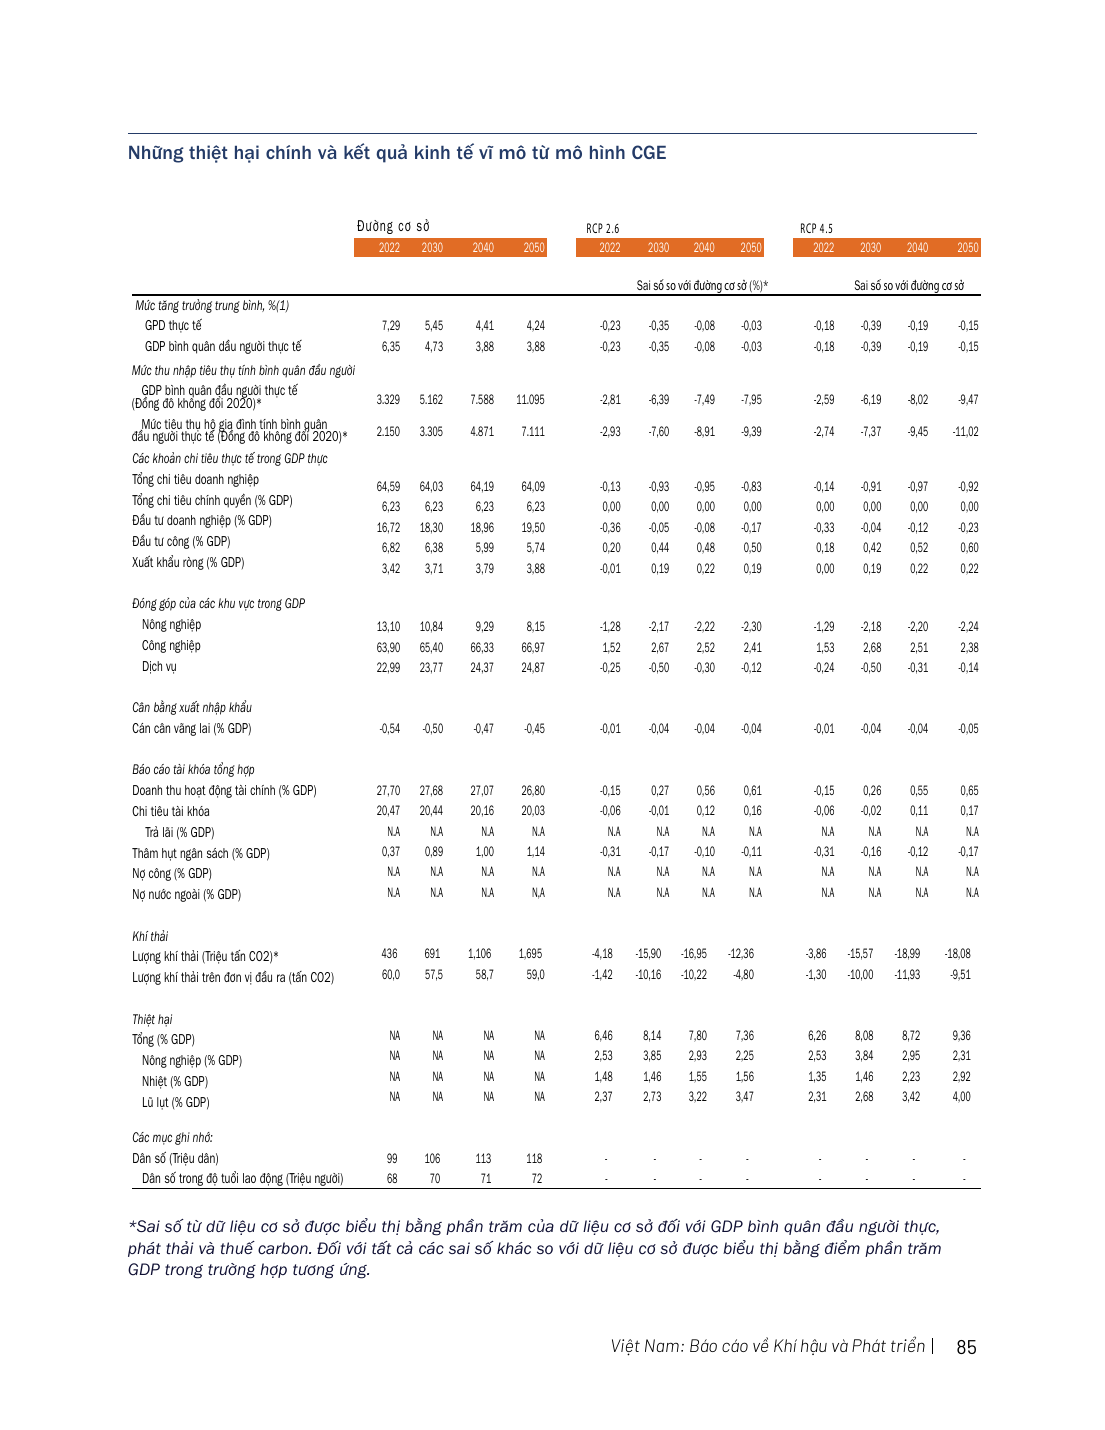 Những thiệt hại chính và kết quả kinh tế vĩ mô từ mô hình CGE
Đường cơ sở RCP 2.6 RCP 4.5
2022 2030 2040 2050 2022 2030 2040 2050 2022 2030 2040 2050
Sai số so với đường cơ sở (%)* Sai số so với đường cơ sở
Mức tăng trưởng trung bình, %(1)
GPD thực tế 7,29 5,45 4,41 4,24 -0,23 -0,35 -0,08 -0,03 -0,18 -0,39 -0,19 -0,15
GDP bình quân dầu người thực tế 6,35 4,73 3,88 3,88 -0,23 -0,35 -0,08 -0,03 -0,18 -0,39 -0,19 -0,15
Mức thu nhập tiêu thụ tính bình quân đầu người
GDP bình quân đầu người thực tế
(Đồng đô không đổi 2020)* 3.329 5.162 7.588 11.095 -2,81 -6,39 -7,49 -7,95 -2,59 -6,19 -8,02 -9,47
Mức tiêu thụ hộ gia đình tính bình quân
đầu người thực tế (Đồng đô không đổi 2020)* 2.150 3.305 4.871 7.111 -2,93 -7,60 -8,91 -9,39 -2,74 -7,37 -9,45 -11,02
Các khoản chi tiêu thực tế trong GDP thực
Tổng chi tiêu doanh nghiệp 64,59 64,03 64,19 64,09 -0,13 -0,93 -0,95 -0,83 -0,14 -0,91 -0,97 -0,92
Tổng chi tiêu chính quyền (% GDP) 6,23 6,23 6,23 6,23 0,00 0,00 0,00 0,00 0,00 0,00 0,00 0,00
Đầu tư doanh nghiệp (% GDP) 16,72 18,30 18,96 19,50 -0,36 -0,05 -0,08 -0,17 -0,33 -0,04 -0,12 -0,23
Đầu tư công (% GDP) 6,82 6,38 5,99 5,74 0,20 0,44 0,48 0,50 0,18 0,42 0,52 0,60
Xuất khẩu ròng (% GDP) 3,42 3,71 3,79 3,88 -0,01 0,19 0,22 0,19 0,00 0,19 0,22 0,22
Đóng góp của các khu vực trong GDP
Nông nghiệp 13,10 10,84 9,29 8,15 -1,28 -2,17 -2,22 -2,30 -1,29 -2,18 -2,20 -2,24
Công nghiệp 63,90 65,40 66,33 66,97 1,52 2,67 2,52 2,41 1,53 2,68 2,51 2,38
Dịch vụ 22,99 23,77 24,37 24,87 -0,25 -0,50 -0,30 -0,12 -0,24 -0,50 -0,31 -0,14
Cân bằng xuất nhập khẩu
Cán cân vãng lai (% GDP) -0,54 -0,50 -0,47 -0,45 -0,01 -0,04 -0,04 -0,04 -0,01 -0,04 -0,04 -0,05
Báo cáo tài khóa tổng hợp
Doanh thu hoạt động tài chính (% GDP) 27,70 27,68 27,07 26,80 -0,15 0,27 0,56 0,61 -0,15 0,26 0,55 0,65
Chi tiêu tài khóa 20,47 20,44 20,16 20,03 -0,06 -0,01 0,12 0,16 -0,06 -0,02 0,11 0,17
Trả lãi (% GDP) N.A N.A N.A N.A N.A N.A N.A N.A N.A N.A N.A N.A
Thâm hụt ngân sách (% GDP) 0,37 0,89 1,00 1,14 -0,31 -0,17 -0,10 -0,11 -0,31 -0,16 -0,12 -0,17
Nợ công (% GDP) N.A N.A N.A N.A N.A N.A N.A N.A N.A N.A N.A N.A
Nợ nước ngoài (% GDP) N.A N.A N.A N,A N.A N.A N.A N.A N.A N.A N.A N.A
Khí thải
Lượng khí thải (Triệu tấn CO2)* 436 691 1,106 1,695 -4,18 -15,90 -16,95 -12,36 -3,86 -15,57 -18,99 -18,08
Lượng khí thải trên đơn vị đầu ra (tấn CO2) 60,0 57,5 58,7 59,0 -1,42 -10,16 -10,22 -4,80 -1,30 -10,00 -11,93 -9,51
Thiệt hại
Tổng (% GDP) NA NA NA NA 6,46 8,14 7,80 7,36 6,26 8,08 8,72 9,36
Nông nghiệp (% GDP) NA NA NA NA 2,53 3,85 2,93 2,25 2,53 3,84 2,95 2,31
Nhiệt (% GDP) NA NA NA NA 1,48 1,46 1,55 1,56 1,35 1,46 2,23 2,92
Lũ lụt (% GDP) NA NA NA NA 2,37 2,73 3,22 3,47 2,31 2,68 3,42 4,00
Các mục ghi nhớ:
Dân số (Triệu dân) 99 106 113 118 - - - - - - - -
Dân số trong độ tuổi lao động (Triệu người) 68 70 71 72 - - - - - - - -
*Sai số từ dữ liệu cơ sở được biểu thị bằng phần trăm của dữ liệu cơ sở đối với GDP bình quân đầu người thực,
phát thải và thuế carbon. Đối với tất cả các sai số khác so với dữ liệu cơ sở được biểu thị bằng điểm phần trăm
GDP trong trường hợp tương ứng.
Việt Nam: Báo cáo về Khí hậu và Phát triển | 85